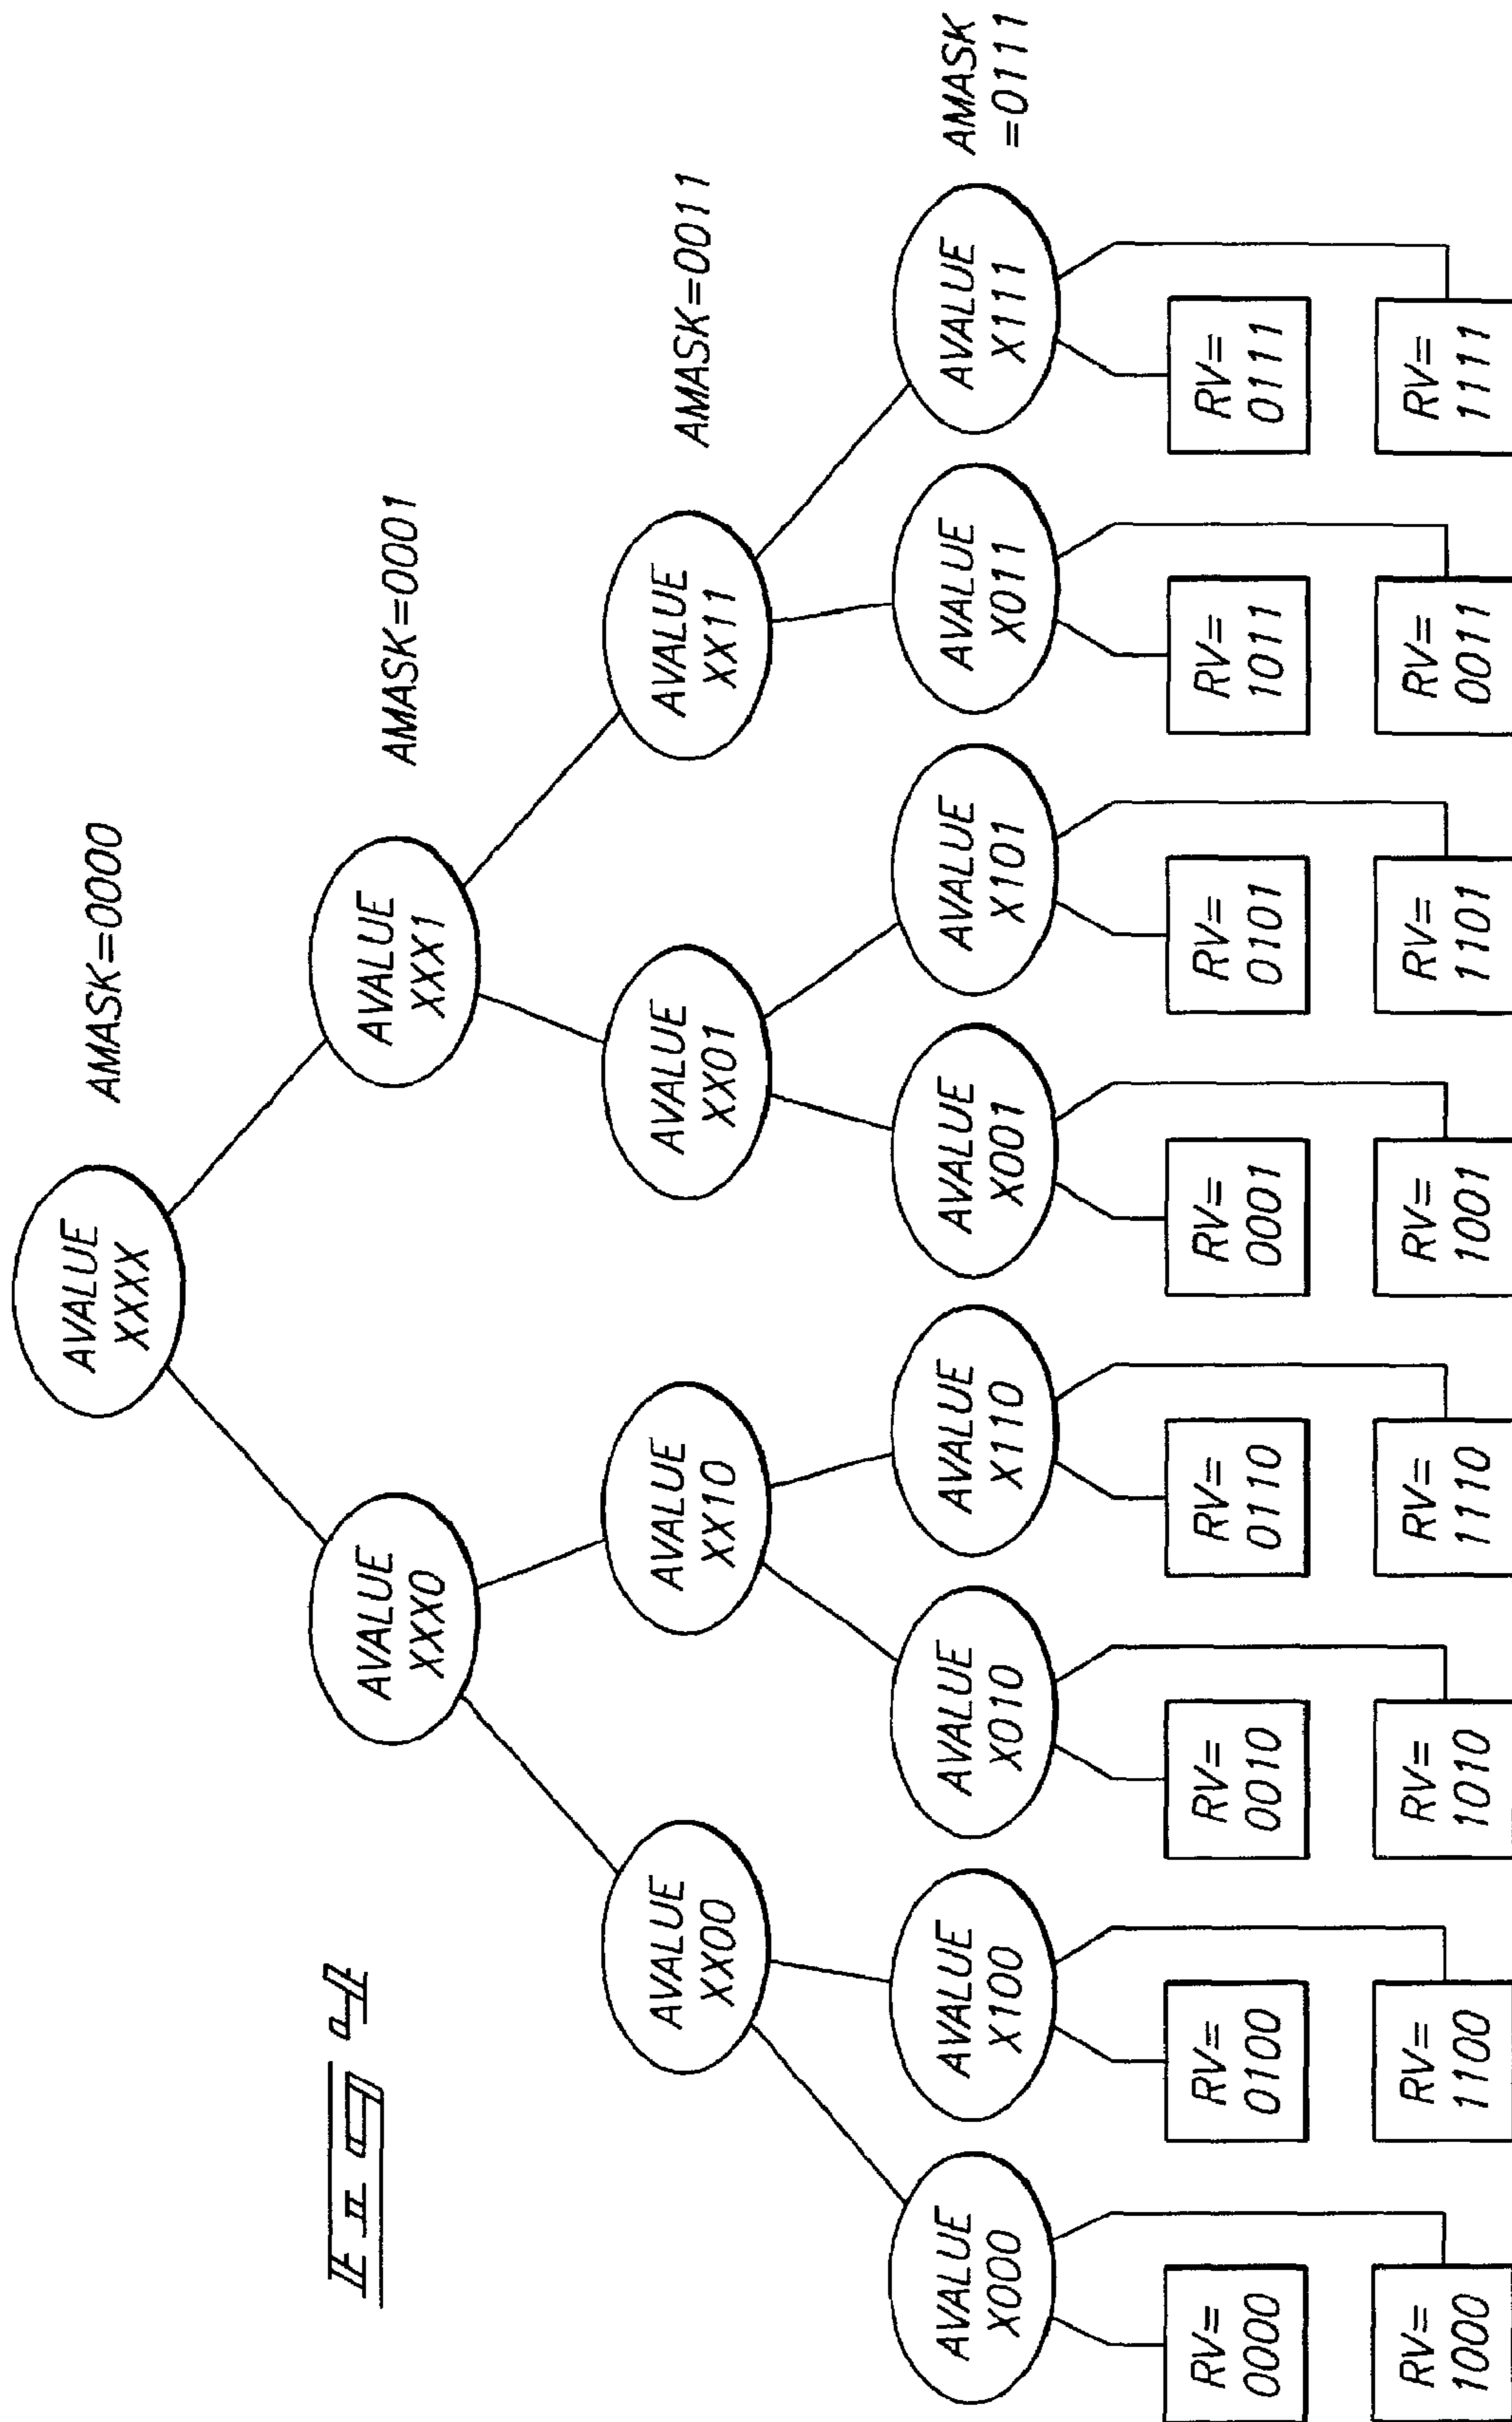 AMASK=0000
AVALUE
XXXX
AMASK=0001
AVALUE
XXX0
AVALUE
XXX1
Fig 4
AMASK=0011
AVALUE
XX00
AVALUE
XX10
AVALUE
XX01
AVALUE
XX11
AMASK
=0111
AVALUE
X000
AVALUE
X100
AVALUE
X010
AVALUE
X110
AVALUE
X001
AVALUE
X101
AVALUE
X011
AVALUE
X111
RV=
0000
RV=
0100
RV=
0010
RV=
0110
RV=
0001
RV=
0101
RV=
1011
RV=
0111
RV=
1000
RV=
1100
RV=
1010
RV=
1110
RV=
1001
RV=
1101
RV=
0011
RV=
1111